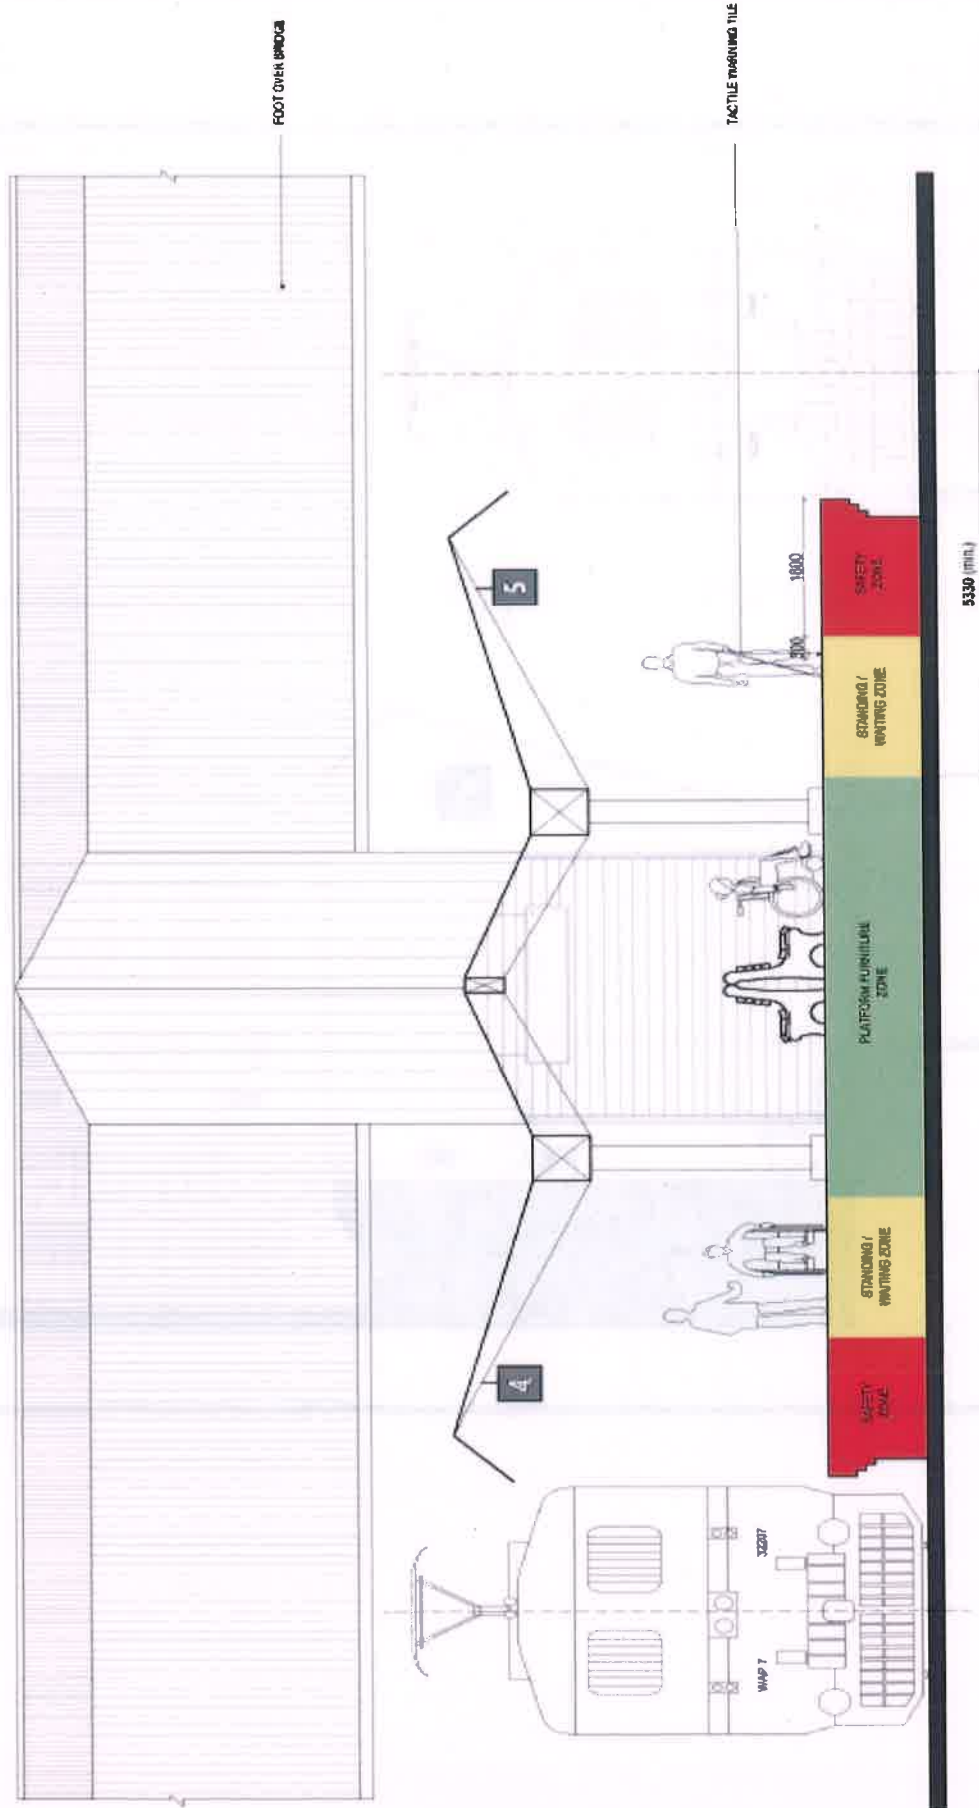 FOOT OVER BRIDGE
TACTILE WARNING TILE
4
5
WAP 7
32207
300
1800
SAFETY
ZONE
STANDING /
WAITING ZONE
PLATFORM FURNITURE
ZONE
STANDING /
WAITING ZONE
SAFETY
ZONE
5330 (min.)